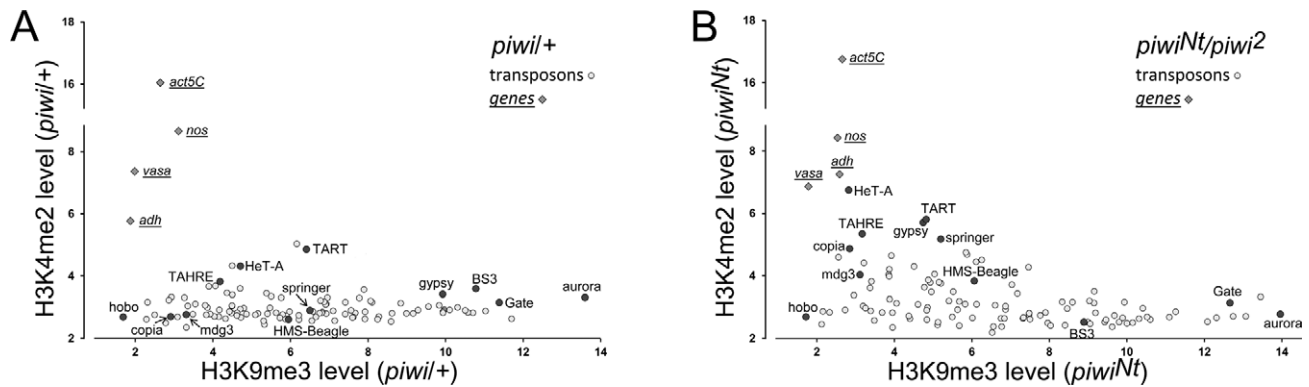 A
piwi/+
transposons
genes
act5C
nos
vasa
adh
TART
HeT-A
TAHRE
springer
gypsy
BS3
Gate
aurora
hobo
copia
mdg3
HMS-Beagle
16
14
8
6
4
2
2 4 6 8 10 12 14
H3K4me2 level (piwi/+)
H3K9me3 level (piwi/+)
B
piwiNt/piwi2
transposons
genes
act5C
nos
adh
vasa
HeT-A
TART
TAHRE
gypsy
springer
copia
mdg3
HMS-Beagle
hobo
BS3
Gate
aurora
18
16
14
8
6
4
2
2 4 6 8 10 12 14
H3K4me2 level (piwiNt)
H3K9me3 level (piwiNt)